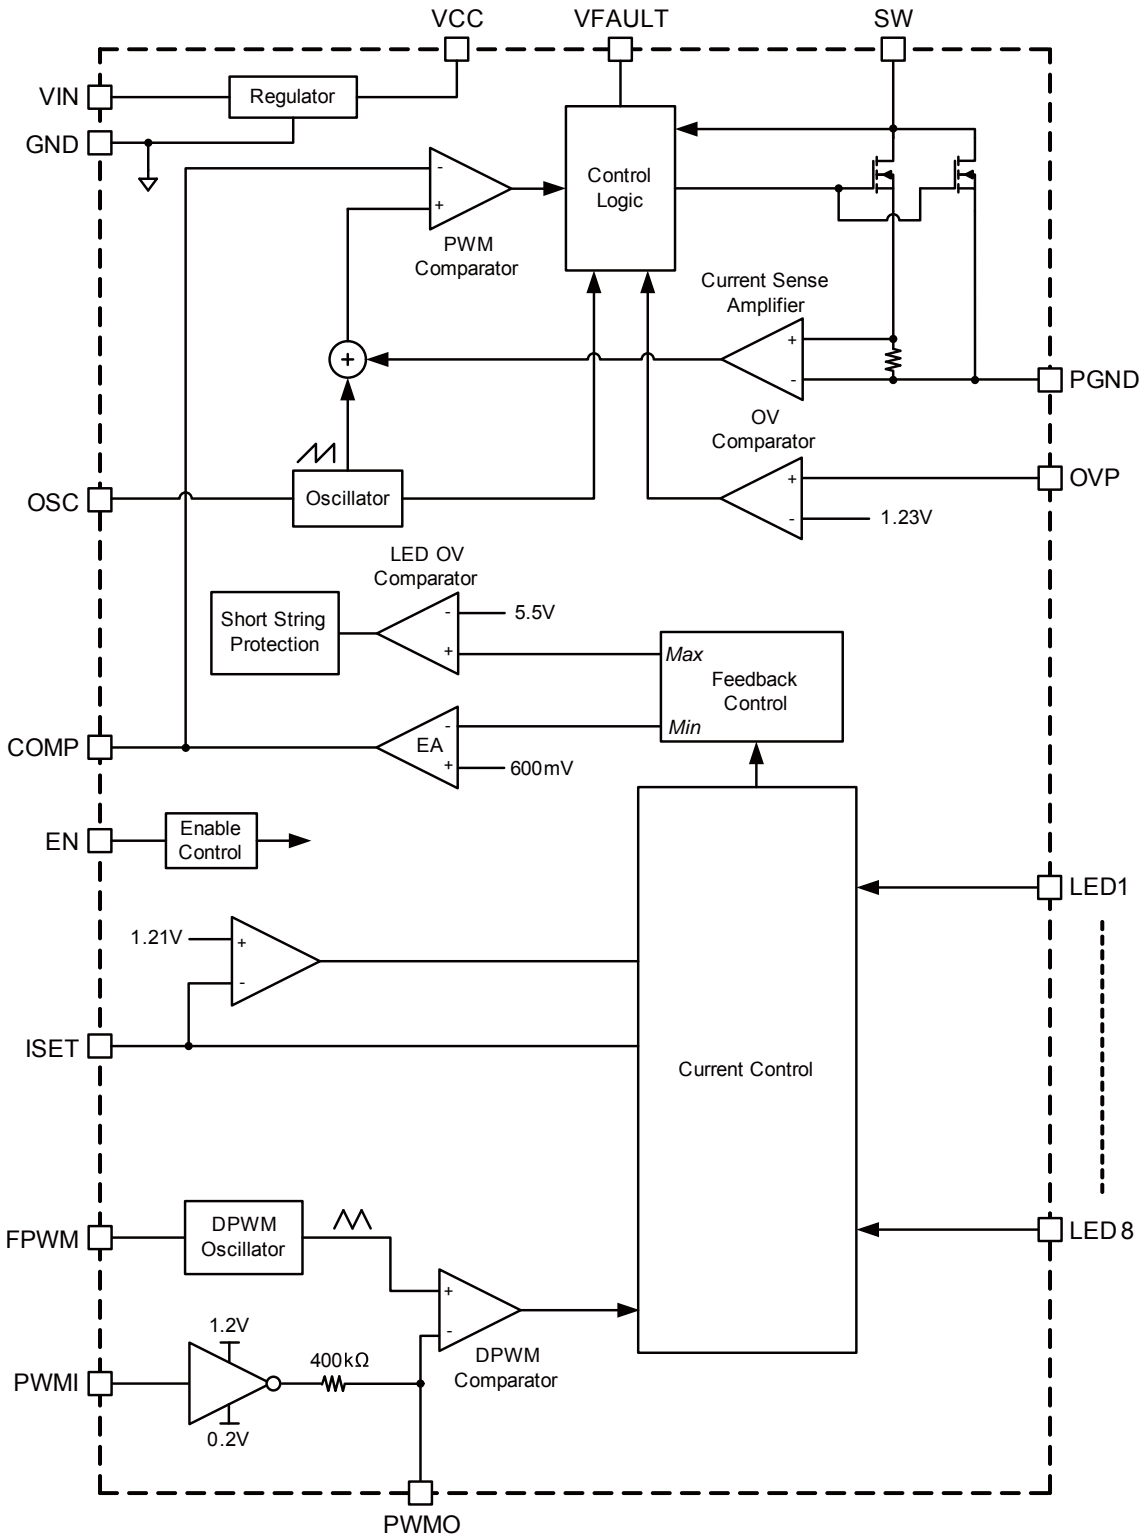 VCC
VFAULT
SW
VIN
Regulator
GND
Control
Logic
-
+
PWM
Comparator
Current Sense
Amplifier
+
-
+
PGND
OV
Comparator
OSC
Oscillator
+
-
OVP
1.23V
LED OV
Comparator
Short String
Protection
-
+
5.5V
Max
Feedback
Control
Min
COMP
EA
-
+
600mV
EN
Enable
Control
LED1
1.21V
+
-
ISET
Current Control
FPWM
DPWM
Oscillator
LED8
+
-
DPWM
Comparator
1.2V
PWMI
400kΩ
0.2V
PWMO